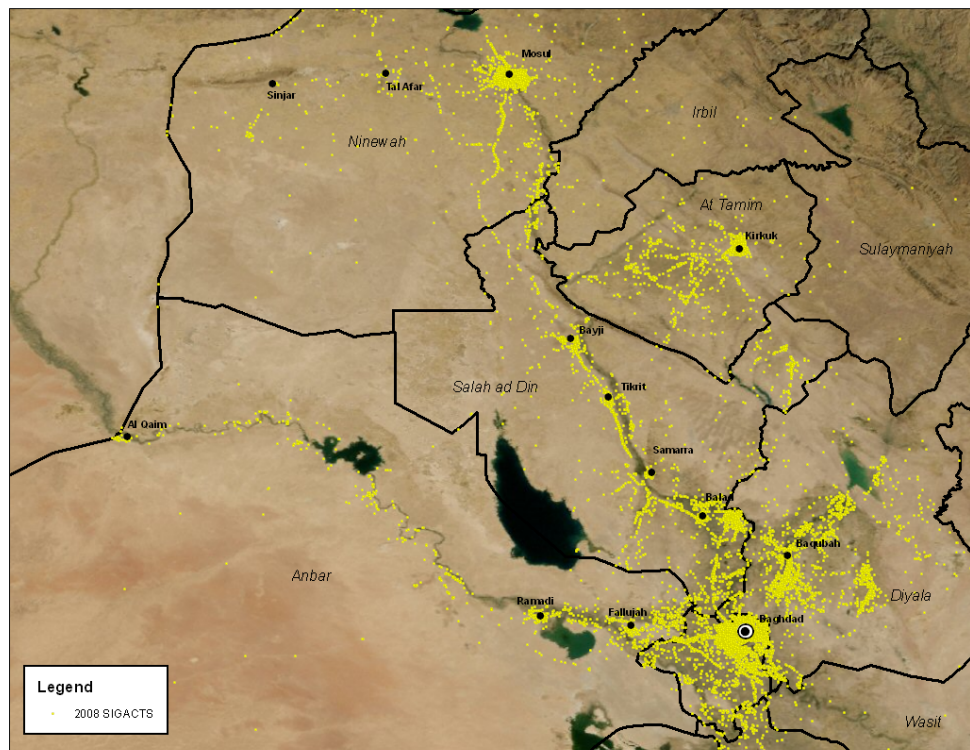 Mosul
Tal Afar
Sinjar
Irbil
Ninewah
At Tamim
Kirkuk
Sulaymaniyah
Bayji
Salah ad Din
Tikrit
Al Qaim
Samarra
Balad
Baqubah
Anbar
Diyala
Ramadi
Fallujah
Baghdad
Legend
2008 SIGACTS
Wasit